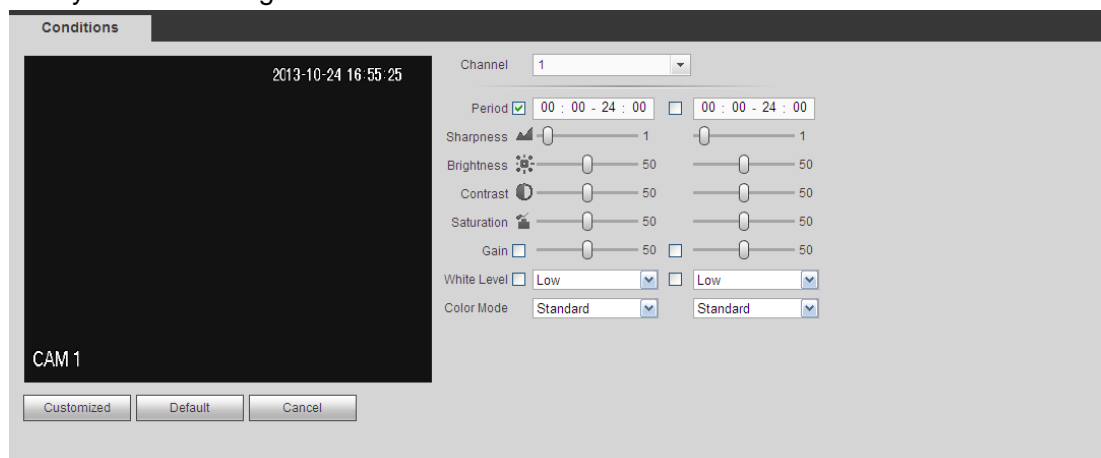 Conditions
2013-10-24 16:55:25
CAM 1
Channel 1
Period 00 : 00 - 24 : 00 00 : 00 - 24 : 00
Sharpness 1 1
Brightness 50 50
Contrast 50 50
Saturation 50 50
Gain 50 50
White Level Low Low
Color Mode Standard Standard
Customized Default Cancel